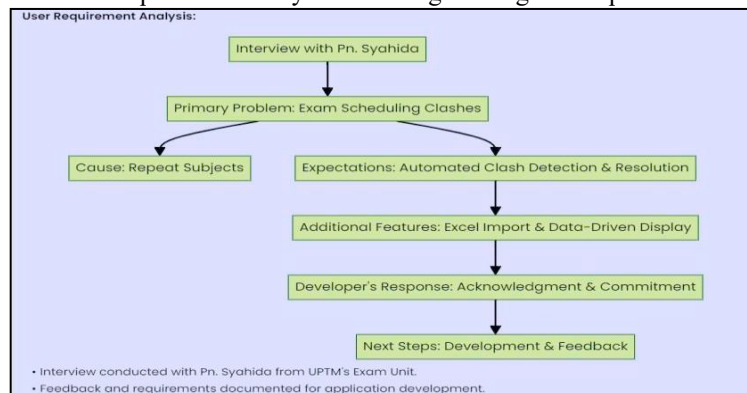 User Requirement Analysis:
Interview with Pn. Syahida
Primary Problem: Exam Scheduling Clashes
Cause: Repeat Subjects
Expectations: Automated Clash Detection & Resolution
Additional Features: Excel Import & Data-Driven Display
Developer's Response: Acknowledgment & Commitment
Next Steps: Development & Feedback
• Interview conducted with Pn. Syahida from UPTM's Exam Unit.
• Feedback and requirements documented for application development.